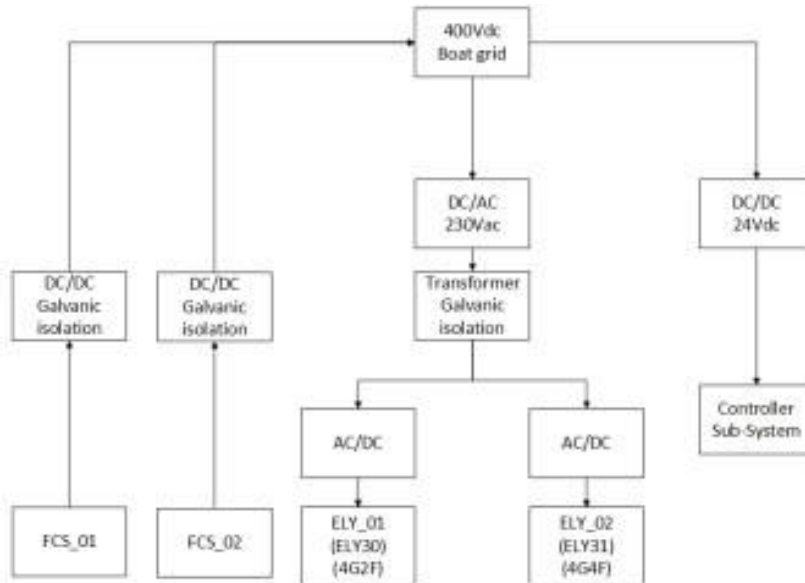 400Vdc
Boat grid
DC/AC
230Vac
DC/DC
24Vdc
DC/DC
Galvanic
isolation
DC/DC
Galvanic
isolation
Transformer
Galvanic
isolation
AC/DC
AC/DC
Controller
Sub-System
FCS_01
FCS_02
ELY_01
(ELY30)
(4G2F)
ELY_02
(ELY31)
(4G4F)